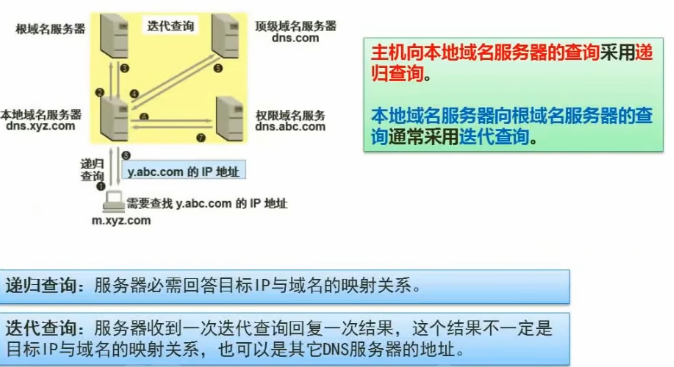 根域名服务器
迭代查询
顶级域名服务器
dns.com
本地域名服务器
dns.xyz.com
权限域名服务
dns.abc.com
❶
❷
❸
❹
❺
❻
❼
❽
递归
查询
y.abc.com 的 IP 地址
需要查找 y.abc.com 的 IP 地址
m.xyz.com
主机向本地域名服务器的查询采用递
归查询。
本地域名服务器向根域名服务器的查
询通常采用迭代查询。
递归查询：服务器必需回答目标IP与域名的映射关系。
迭代查询：服务器收到一次迭代查询回复一次结果，这个结果不一定是
目标IP与域名的映射关系，也可以是其它DNS服务器的地址。